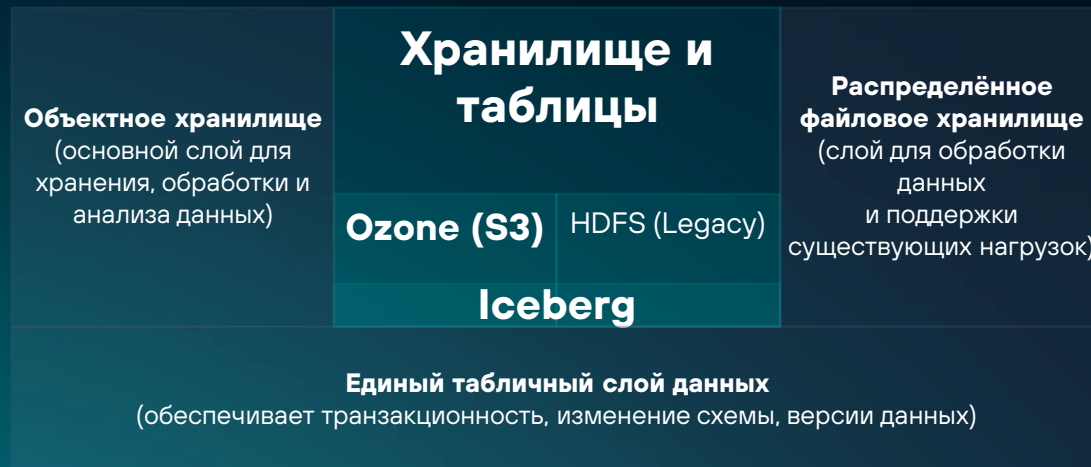 Хранилище и
таблицы
Объектное хранилище
(основной слой для
хранения, обработки и
анализа данных)
Распределённое
файловое хранилище
(слой для обработки
данных
и поддержки
существующих нагрузок)
Ozone (S3)
HDFS (Legacy)
Iceberg
Единый табличный слой данных
(обеспечивает транзакционность, изменение схемы, версии данных)